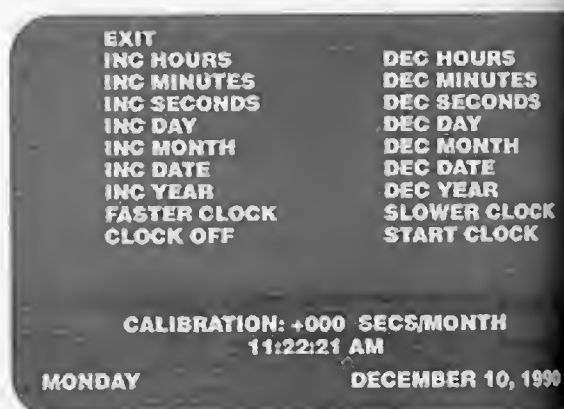 EXIT
INC HOURS DEC HOURS
INC MINUTES DEC MINUTES
INC SECONDS DEC SECONDS
INC DAY DEC DAY
INC MONTH DEC MONTH
INC DATE DEC DATE
INC YEAR DEC YEAR
FASTER CLOCK SLOWER CLOCK
CLOCK OFF START CLOCK
CALIBRATION: +000 SECS/MONTH
11:22:21 AM
MONDAY DECEMBER 10, 1990